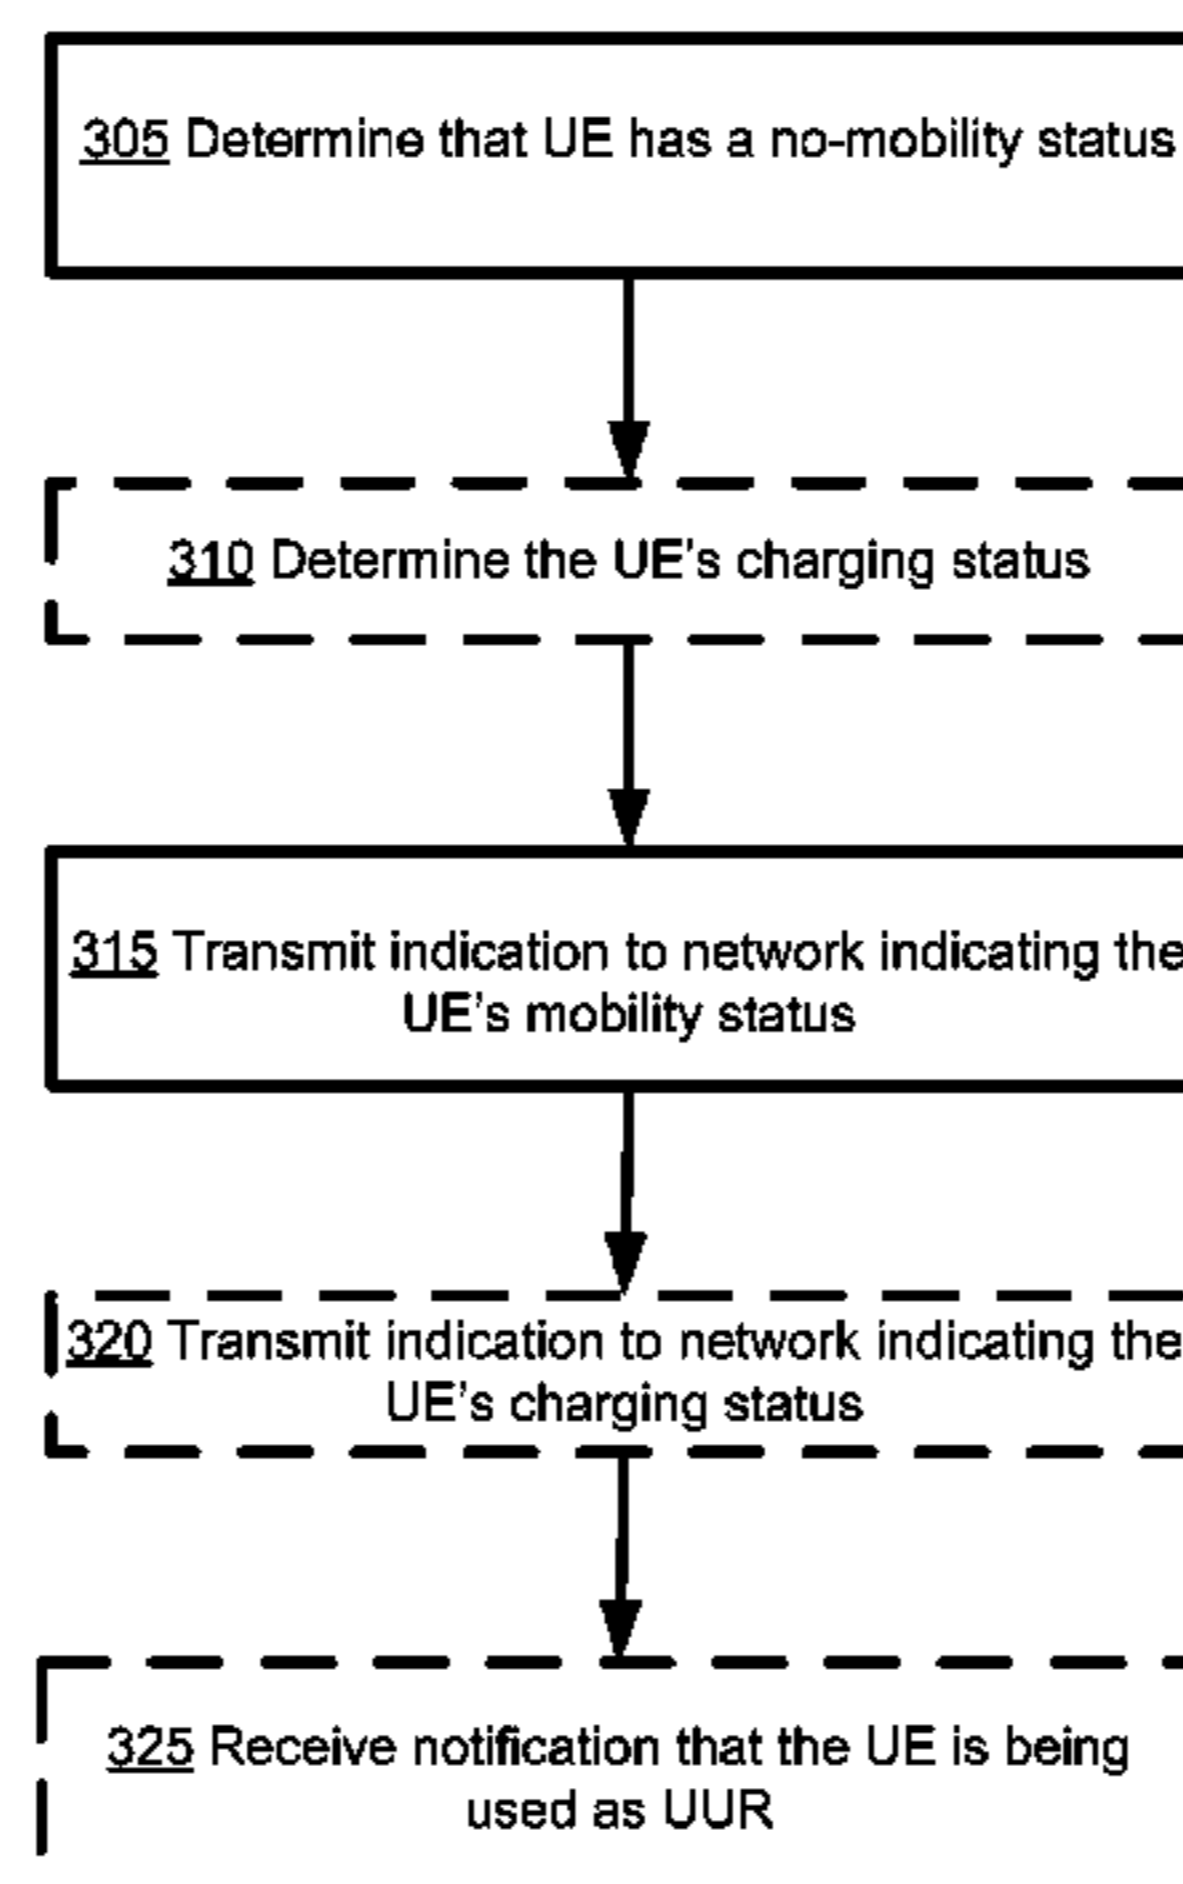 305 Determine that UE has a no-mobility status
310 Determine the UE's charging status
315 Transmit indication to network indicating the
UE's mobility status
320 Transmit indication to network indicating the
UE's charging status
325 Receive notification that the UE is being
used as UUR